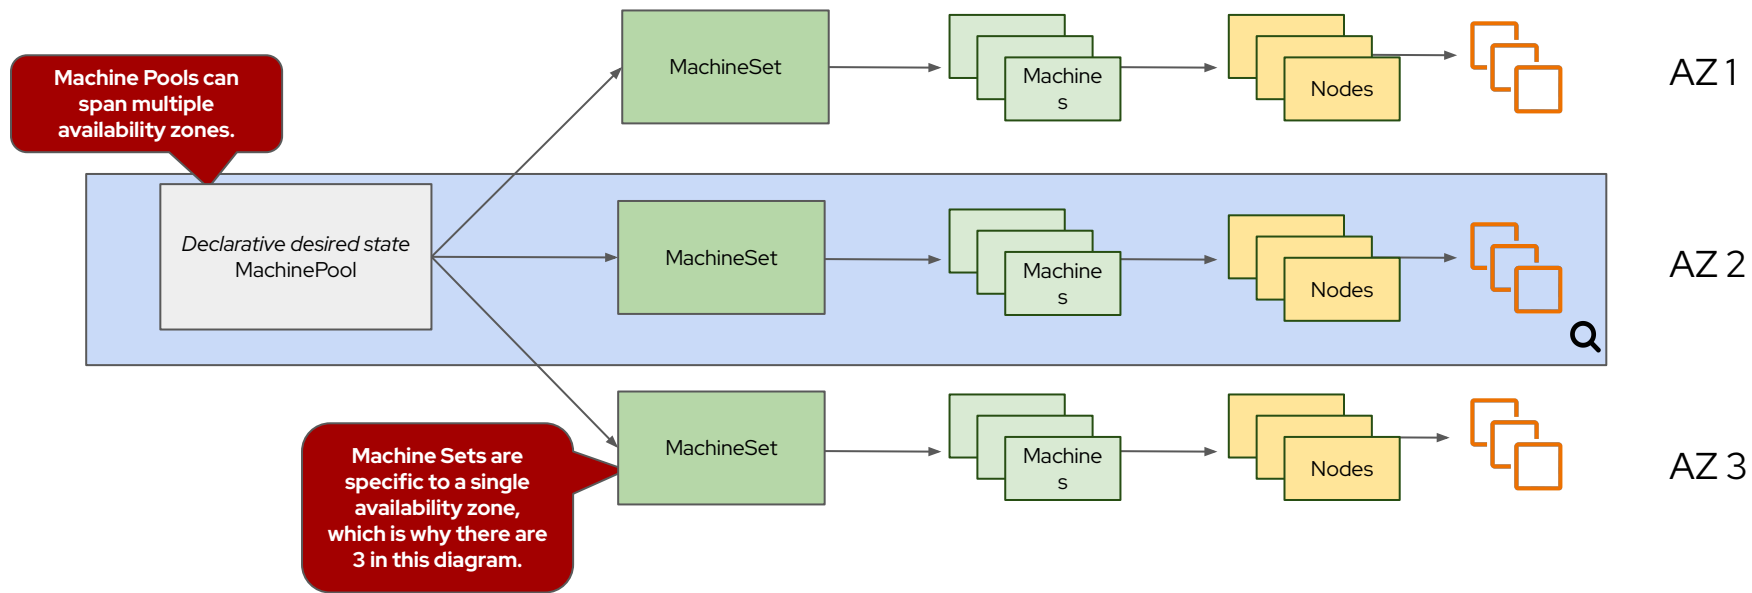 MachineSet
Machine
s
Nodes
AZ 1
Machine Pools can
span multiple
availability zones.
Declarative desired state
MachinePool
MachineSet
Machine
s
Nodes
AZ 2
MachineSet
Machine
s
Nodes
AZ 3
Machine Sets are
specific to a single
availability zone,
which is why there are
3 in this diagram.